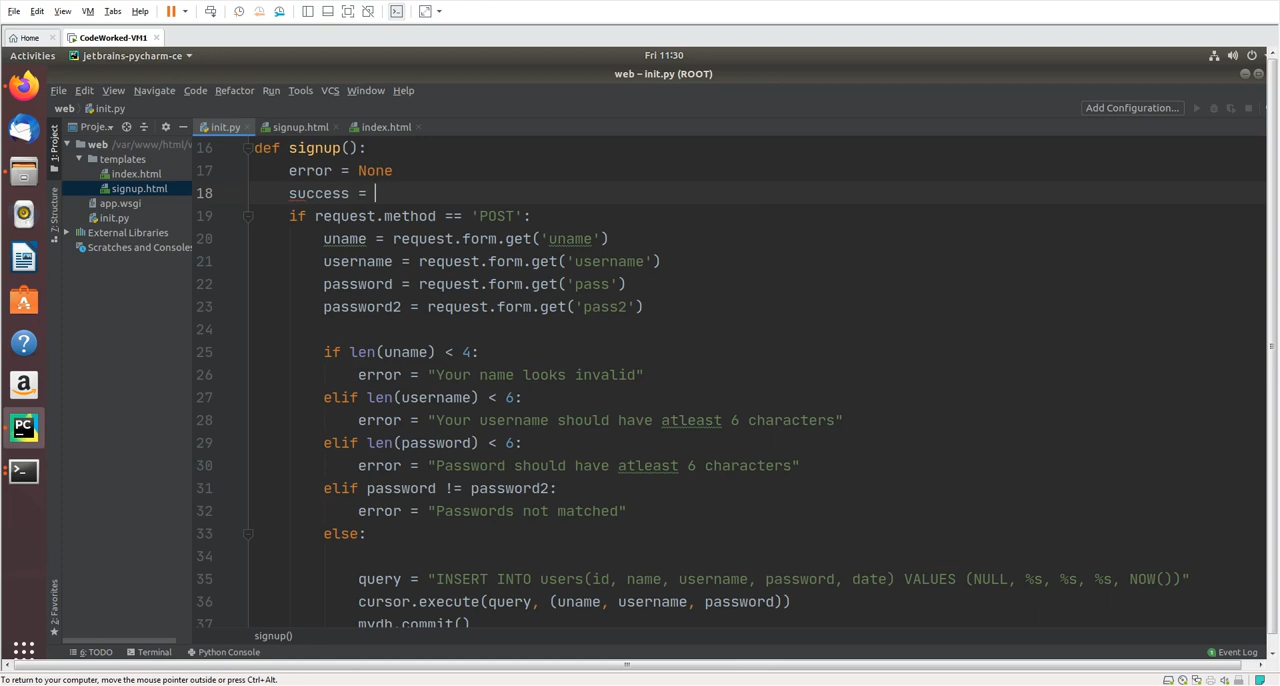 File Edit View VM Tabs Help
Home CodeWorked-VM1
Activities jetbrains-pycharm-ce Fri 11:30
web – init.py (ROOT)
File Edit View Navigate Code Refactor Run Tools VCS Window Help
web init.py Add Configuration...
1: Project Proje.. init.py signup.html index.html
web /var/www/html/w
templates
index.html
signup.html
app.wsgi
init.py
External Libraries
Scratches and Consoles
7: Structure
2: Favorites
16 def signup():
17 error = None
18 success =
19 if request.method == 'POST':
20 uname = request.form.get('uname')
21 username = request.form.get('username')
22 password = request.form.get('pass')
23 password2 = request.form.get('pass2')
24
25 if len(uname) < 4:
26 error = "Your name looks invalid"
27 elif len(username) < 6:
28 error = "Your username should have atleast 6 characters"
29 elif len(password) < 6:
30 error = "Password should have atleast 6 characters"
31 elif password != password2:
32 error = "Passwords not matched"
33 else:
34
35 query = "INSERT INTO users(id, name, username, password, date) VALUES (NULL, %s, %s, %s, NOW())"
36 cursor.execute(query, (uname, username, password))
37 mydb.commit()
signup()
6: TODO Terminal Python Console 1 Event Log
To return to your computer, move the mouse pointer outside or press Ctrl+Alt.